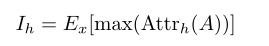 I_h = E_x[max(Attr_h(A))]